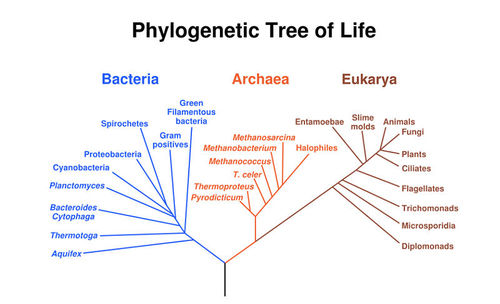 Phylogenetic Tree of Life
Bacteria
Archaea
Eukarya
Green
Filamentous
bacteria
Spirochetes
Gram
positives
Proteobacteria
Cyanobacteria
Planctomyces
Bacteroides
Cytophaga
Thermotoga
Aquifex
Methanosarcina
Methanobacterium
Halophiles
Methanococcus
T. celer
Thermoproteus
Pyrodicticum
Entamoebae
Slime
molds
Animals
Fungi
Plants
Ciliates
Flagellates
Trichomonads
Microsporidia
Diplomonads